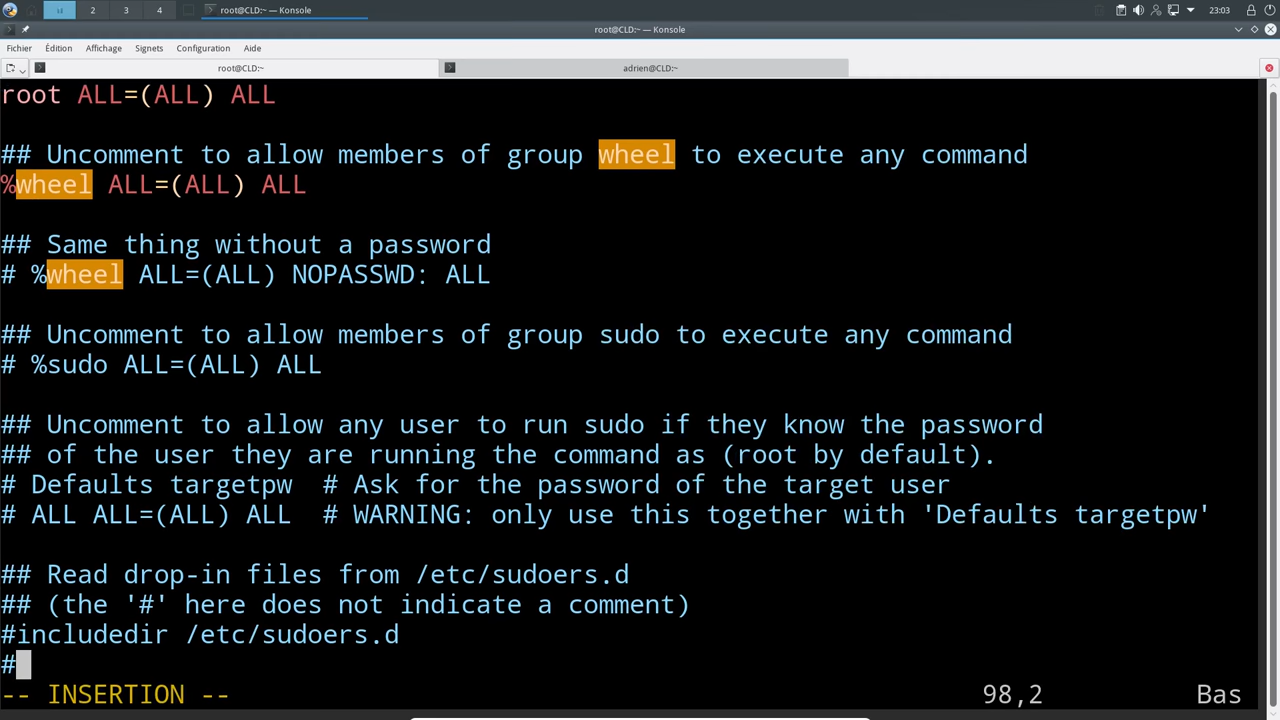 2 3 4 root@CLD:~ — Konsole 23:03
root@CLD:~ — Konsole
Fichier Édition Affichage Signets Configuration Aide
root@CLD:~ adrien@CLD:~
root ALL=(ALL) ALL
## Uncomment to allow members of group wheel to execute any command
%wheel ALL=(ALL) ALL
## Same thing without a password
# %wheel ALL=(ALL) NOPASSWD: ALL
## Uncomment to allow members of group sudo to execute any command
# %sudo ALL=(ALL) ALL
## Uncomment to allow any user to run sudo if they know the password
## of the user they are running the command as (root by default).
# Defaults targetpw  # Ask for the password of the target user
# ALL ALL=(ALL) ALL  # WARNING: only use this together with 'Defaults targetpw'
## Read drop-in files from /etc/sudoers.d
## (the '#' here does not indicate a comment)
#includedir /etc/sudoers.d
#
-- INSERTION -- 98,2 Bas